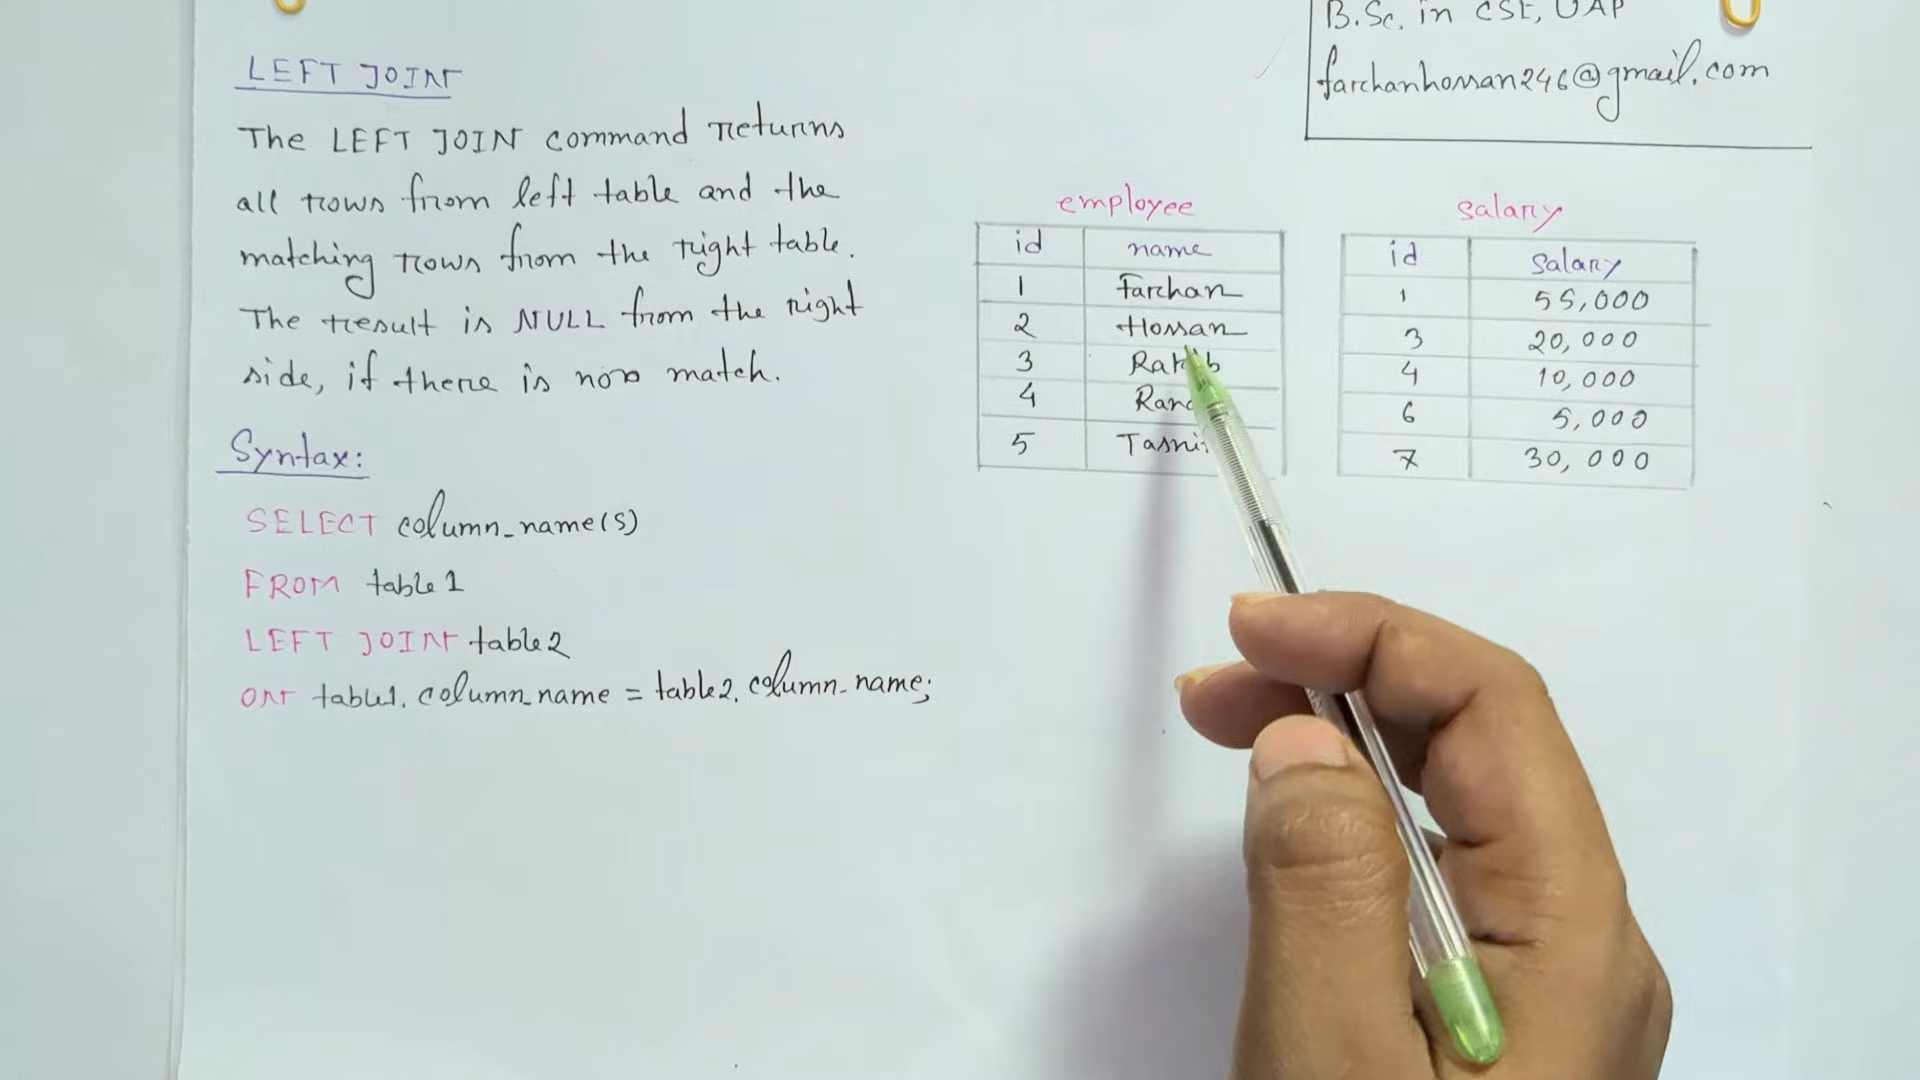 B.Sc. in CSE, UAP
farhanhossan246@gmail.com
LEFT JOIN
The LEFT JOIN command returns
all rows from left table and the
matching rows from the right table.
The result is NULL from the right
side, if there is no match.
Syntax:
SELECT column_name(s)
FROM table1
LEFT JOIN table2
ON table1.column_name = table2.column_name;
employee
id name
1 Farhan
2 Hossan
3
4
5
salary
id salary
1 55,000
3 20,000
4 10,000
6 5,000
7 30,000